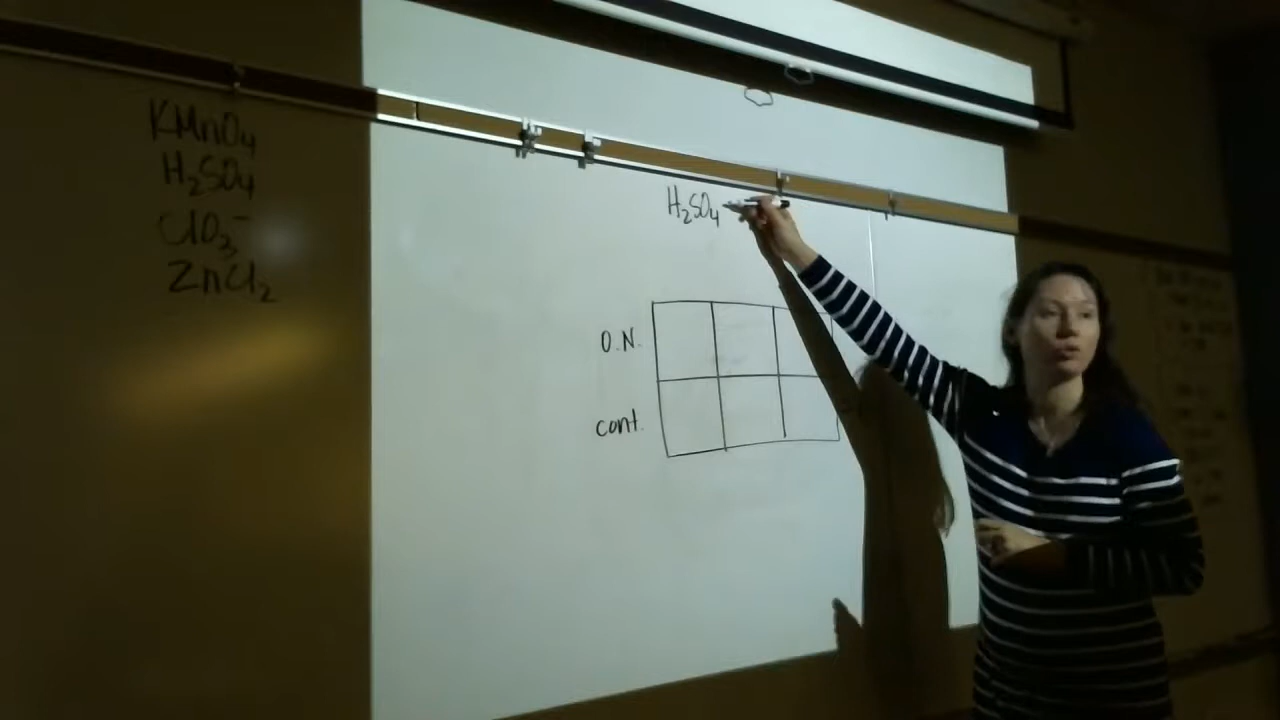 KMnO₄
H₂SO₄
ClO₃⁻
ZnCl₂
H₂SO₄
O.N.
cont.